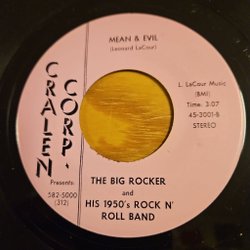 MEAN & EVIL
(Leonard LaCour)
CRALEN
CORP.
L. LaCour Music
(BMI)
Time. 3.07
45-3001-B
STEREO
Presents:
582-5000
(312)
THE BIG ROCKER
and
HIS 1950's ROCK N'
ROLL BAND